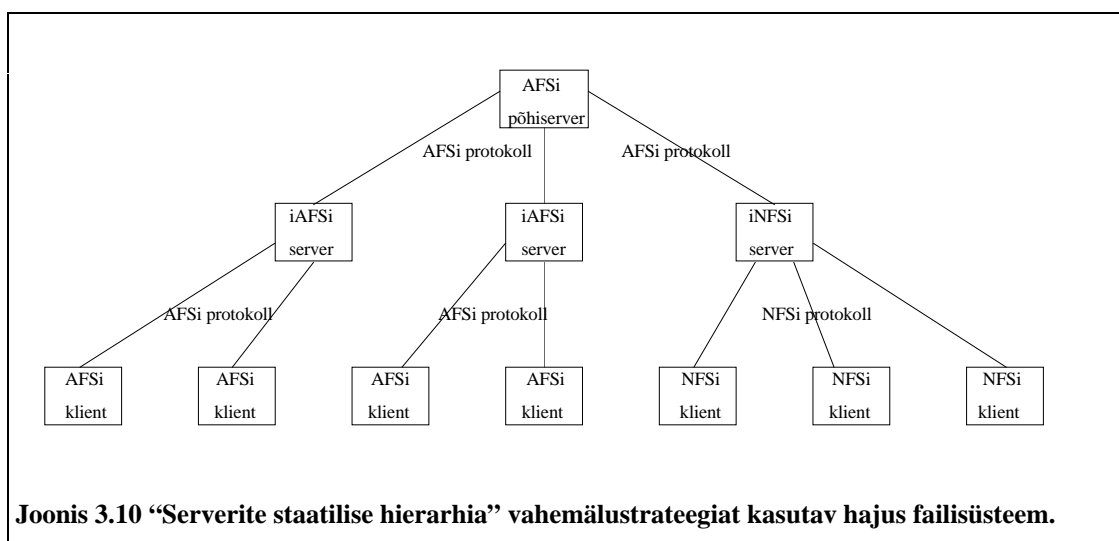 AFSi
põhiserver
AFSi protokoll
AFSi protokoll
iAFSi
server
iAFSi
server
iNFSi
server
AFSi protokoll
AFSi protokoll
NFSi protokoll
AFSi
klient
AFSi
klient
AFSi
klient
AFSi
klient
NFSi
klient
NFSi
klient
NFSi
klient
Joonis 3.10 “Serverite staatilise hierarhia” vahemälustrateegiat kasutav hajus failisüsteem.